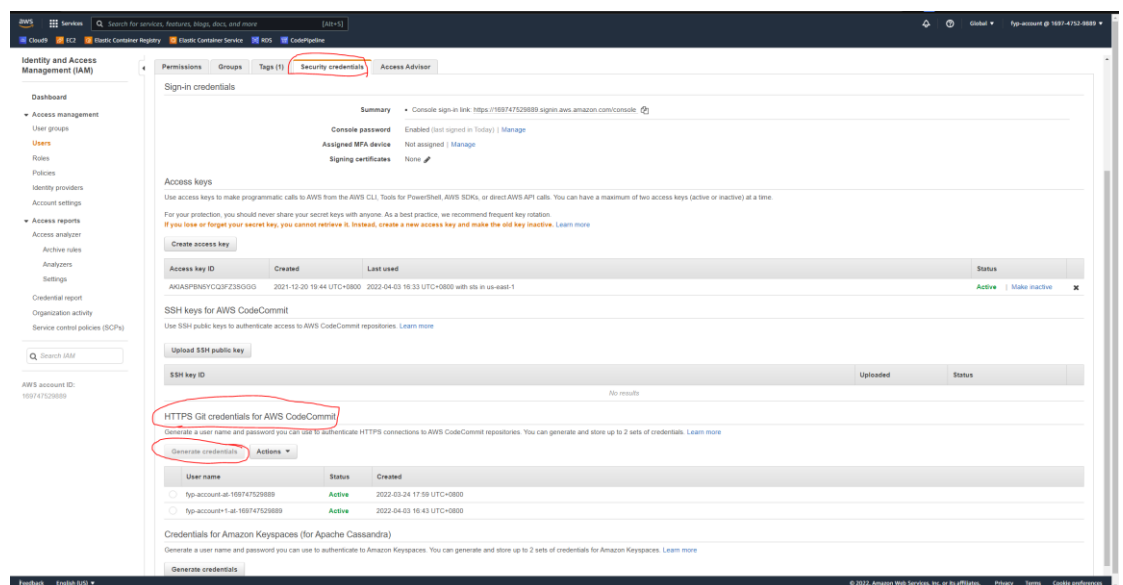 aws Services Search for services, features, blogs, docs, and more [Alt+S] Global ▼ fyp-account @ 1697-4752-9889 ▼
Cloud9 EC2 Elastic Container Registry Elastic Container Service RDS CodePipeline
Identity and Access Management (IAM)
Dashboard
Access management
User groups
Users
Roles
Policies
Identity providers
Account settings
Access reports
Access analyzer
Archive rules
Analyzers
Settings
Credential report
Organization activity
Service control policies (SCPs)
Search IAM
AWS account ID:
169747529889
Permissions Groups Tags (1) Security credentials Access Advisor
Sign-in credentials
Summary • Console sign-in link: https://169747529889.signin.aws.amazon.com/console
Console password Enabled (last signed in Today) | Manage
Assigned MFA device Not assigned | Manage
Signing certificates None
Access keys
Use access keys to make programmatic calls to AWS from the AWS CLI, Tools for PowerShell, AWS SDKs, or direct AWS API calls. You can have a maximum of two access keys (active or inactive) at a time.
For your protection, you should never share your secret keys with anyone. As a best practice, we recommend frequent key rotation.
If you lose or forget your secret key, you cannot retrieve it. Instead, create a new access key and make the old key inactive. Learn more
Create access key
Access key ID Created Last used Status
AKIASPBN5YCQ3FZ35GGG 2021-12-20 19:44 UTC+0800 2022-04-03 16:33 UTC+0800 with sts in us-east-1 Active | Make inactive
SSH keys for AWS CodeCommit
Use SSH public keys to authenticate access to AWS CodeCommit repositories. Learn more
Upload SSH public key
SSH key ID Uploaded Status
No results
HTTPS Git credentials for AWS CodeCommit
Generate a user name and password you can use to authenticate HTTPS connections to AWS CodeCommit repositories. You can generate and store up to 2 sets of credentials. Learn more
Generate credentials Actions ▼
User name Status Created
fyp-account-at-169747529889 Active 2022-03-24 17:59 UTC+0800
fyp-account+1-at-169747529889 Active 2022-04-03 16:43 UTC+0800
Credentials for Amazon Keyspaces (for Apache Cassandra)
Generate a user name and password you can use to authenticate to Amazon Keyspaces. You can generate and store up to 2 sets of credentials for Amazon Keyspaces. Learn more
Generate credentials
Feedback English (US) ▼ © 2022, Amazon Web Services, Inc. or its affiliates. Privacy Terms Cookie preferences